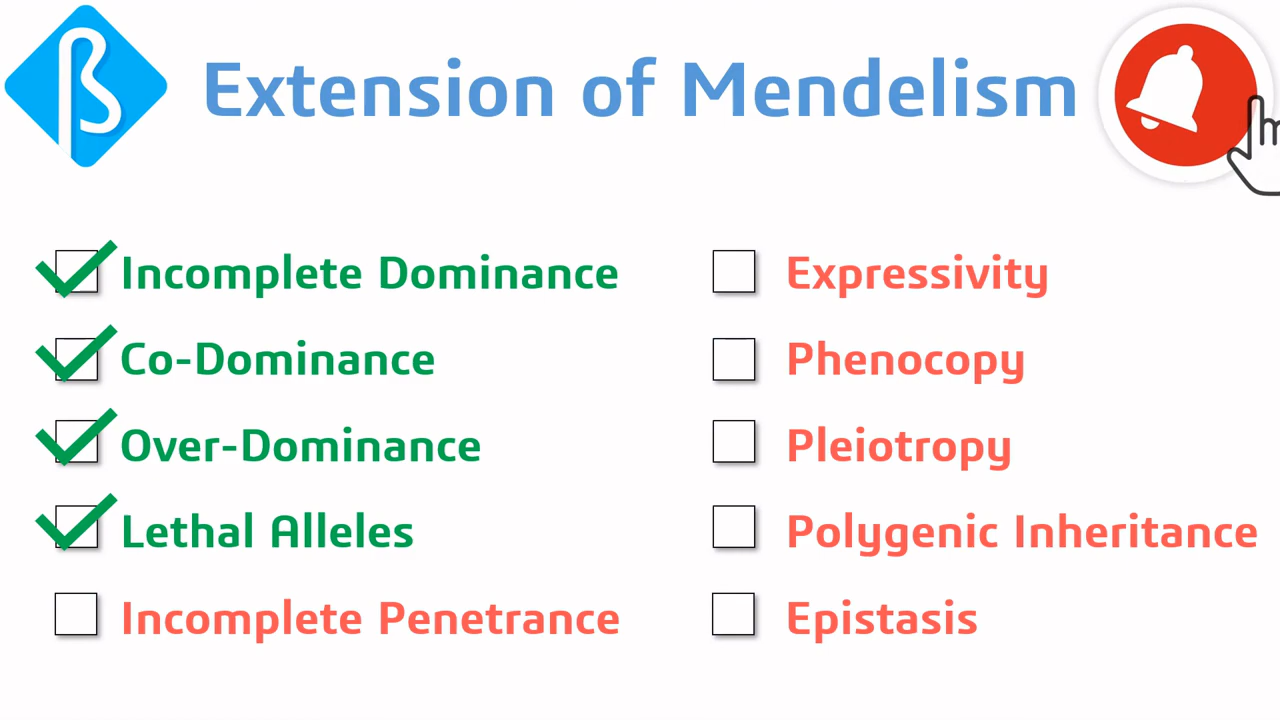 ß
Extension of Mendelism
Incomplete Dominance
Co-Dominance
Over-Dominance
Lethal Alleles
Incomplete Penetrance
Expressivity
Phenocopy
Pleiotropy
Polygenic Inheritance
Epistasis